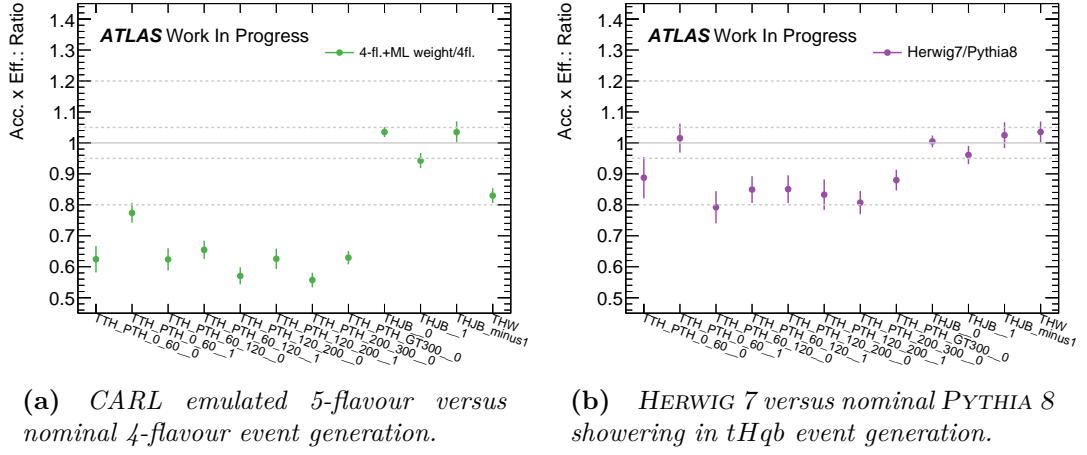 Acc. x Eff.: Ratio
1.4
1.3
1.2
1.1
1
0.9
0.8
0.7
0.6
0.5
ATLAS Work In Progress
4-fl.+ML weight/4fl.
TTH_PTH_0_60__0
TTH_PTH_0_60__1
TTH_PTH_60_120__0
TTH_PTH_60_120__1
TTH_PTH_120_200__0
TTH_PTH_120_200__1
TTH_PTH_200_300__0
TTH_PTH_GT300__0
THJB__0
THJB__1
THJB_minus1
THW
(a) CARL emulated 5-flavour versus
nominal 4-flavour event generation.
Acc. x Eff.: Ratio
1.4
1.3
1.2
1.1
1
0.9
0.8
0.7
0.6
0.5
ATLAS Work In Progress
Herwig7/Pythia8
TTH_PTH_0_60__0
TTH_PTH_0_60__1
TTH_PTH_60_120__0
TTH_PTH_60_120__1
TTH_PTH_120_200__0
TTH_PTH_120_200__1
TTH_PTH_200_300__0
TTH_PTH_GT300__0
THJB__0
THJB__1
THJB_minus1
THW
(b) HERWIG 7 versus nominal PYTHIA 8
showering in tHqb event generation.